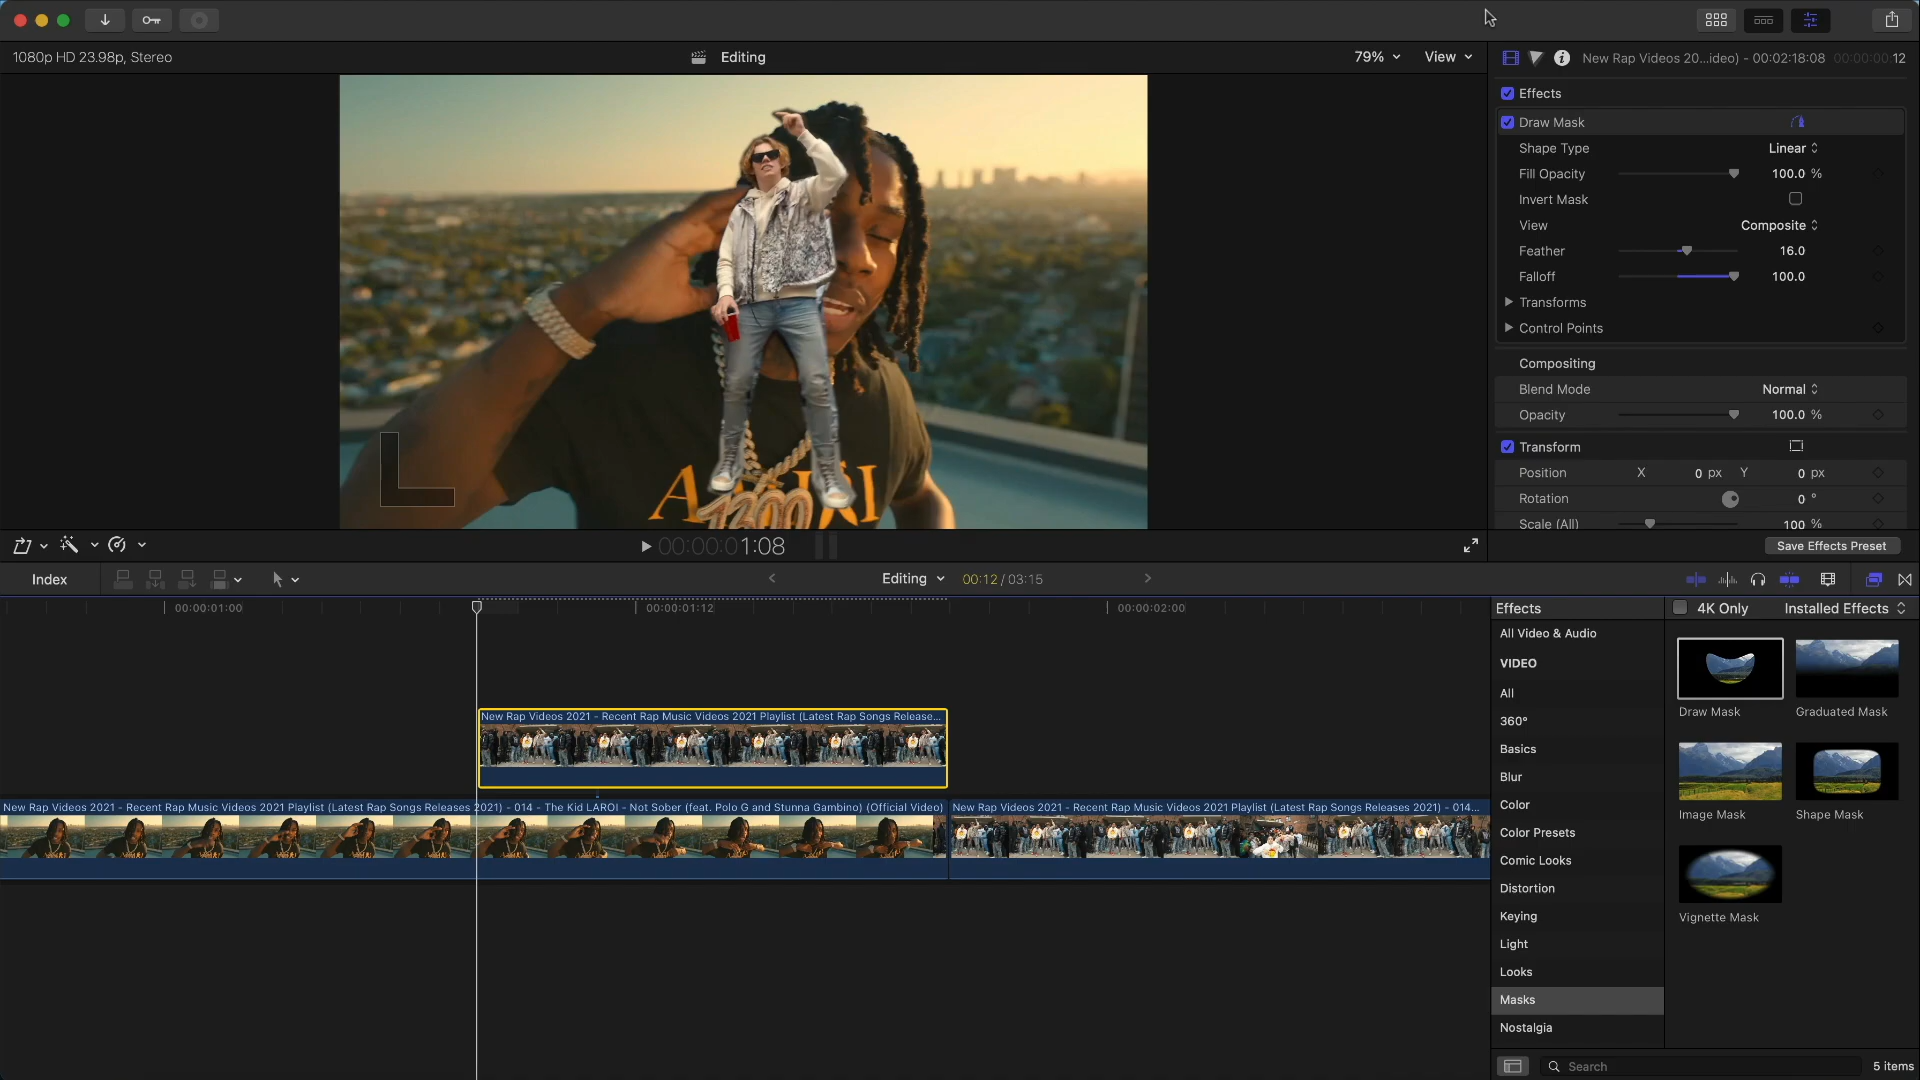 1080p HD 23.98p, Stereo
Editing
79%
View
New Rap Videos 20...ideo) - 00:02:18:08
00:00:00:12
Effects
Draw Mask
Shape Type
Linear
Fill Opacity
100.0 %
Invert Mask
View
Composite
Feather
16.0
Falloff
100.0
Transforms
Control Points
Compositing
Blend Mode
Normal
Opacity
100.0 %
Transform
Position
X 0 px Y 0 px
Rotation
0 °
Scale (All)
100 %
00:00:01:08
Save Effects Preset
Index
Editing
00:12 / 03:15
00:00:01:00
00:00:01:12
00:00:02:00
New Rap Videos 2021 - Recent Rap Music Videos 2021 Playlist (Latest Rap Songs Release...
New Rap Videos 2021 - Recent Rap Music Videos 2021 Playlist (Latest Rap Songs Releases 2021) - 014 - The Kid LAROI - Not Sober (feat. Polo G and Stunna Gambino) (Official Video)
New Rap Videos 2021 - Recent Rap Music Videos 2021 Playlist (Latest Rap Songs Releases 2021) - 014...
Effects
4K Only
Installed Effects
All Video & Audio
VIDEO
All
360°
Basics
Blur
Color
Color Presets
Comic Looks
Distortion
Keying
Light
Looks
Masks
Nostalgia
Draw Mask
Graduated Mask
Image Mask
Shape Mask
Vignette Mask
Search
5 items